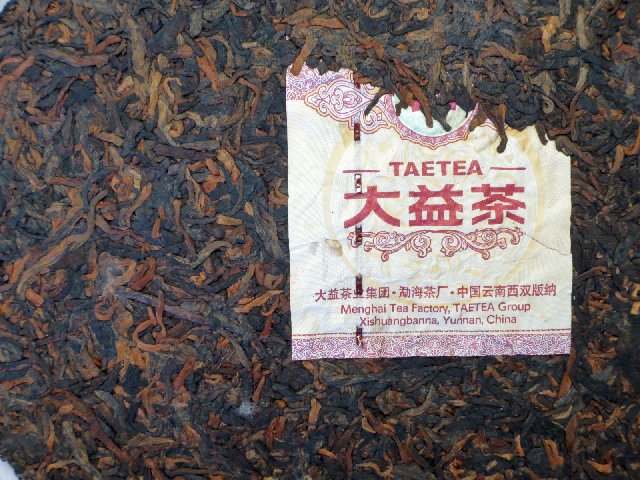 TAETEA
大益茶
大益茶业集团·勐海茶厂·中国云南西双版纳
Menghai Tea Factory, TAETEA Group
Xishuangbanna, Yunnan, China